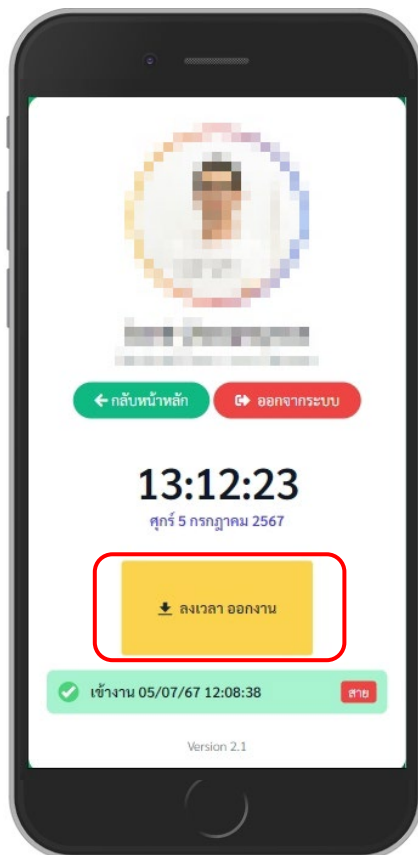 กลับหน้าหลัก ออกจากระบบ
13:12:23
ศุกร์ 5 กรกฎาคม 2567
ลงเวลา ออกงาน
เข้างาน 05/07/67 12:08:38 สาย
Version 2.1